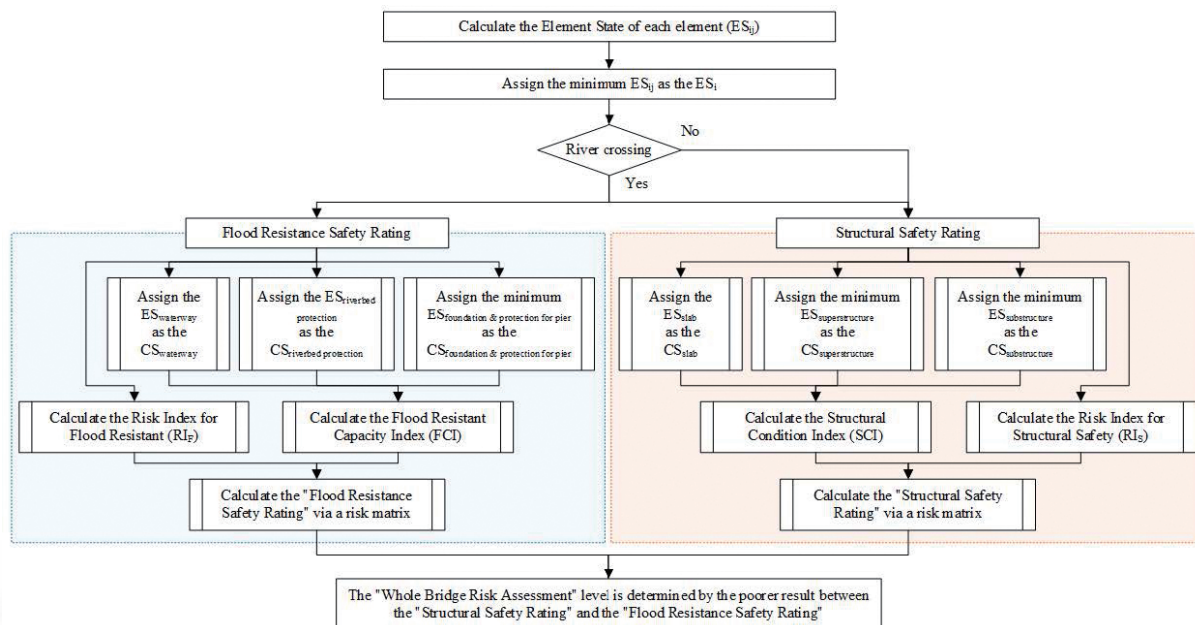 Calculate the Element State of each element (ESij)
Assign the minimum ESij as the ESi
River crossing
No
Yes
Flood Resistance Safety Rating
Structural Safety Rating
Assign the
ESwaterway
as the
CSwaterway
Assign the ESriverbed
protection
as the
CSriverbed protection
Assign the minimum
ESfoundation & protection for pier
as the
CSfoundation & protection for pier
Assign the
ESslab
as the
CSslab
Assign the minimum
ESsuperstructure
as the
CSsuperstructure
Assign the minimum
ESsubstructure
as the
CSsubstructure
Calculate the Risk Index for
Flood Resistant (RIF)
Calculate the Flood Resistant
Capacity Index (FCI)
Calculate the Structural
Condition Index (SCI)
Calculate the Risk Index for
Structural Safety (RIS)
Calculate the "Flood Resistance
Safety Rating" via a risk matrix
Calculate the "Structural Safety
Rating" via a risk matrix
The "Whole Bridge Risk Assessment" level is determined by the poorer result between
the "Structural Safety Rating" and the "Flood Resistance Safety Rating"